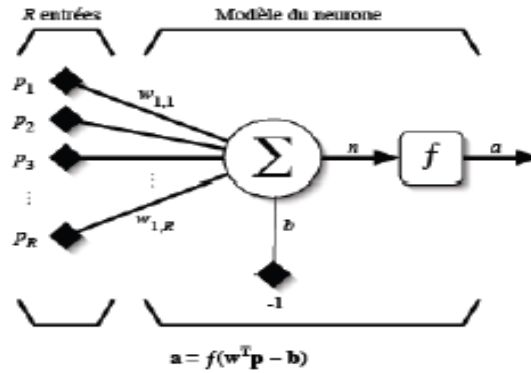 R entrées Modèle du neurone
p1
w1,1
p2
p3 Σ n f a
⋮ ⋮
pR w1,R b
-1
a = f(wᵀp − b)